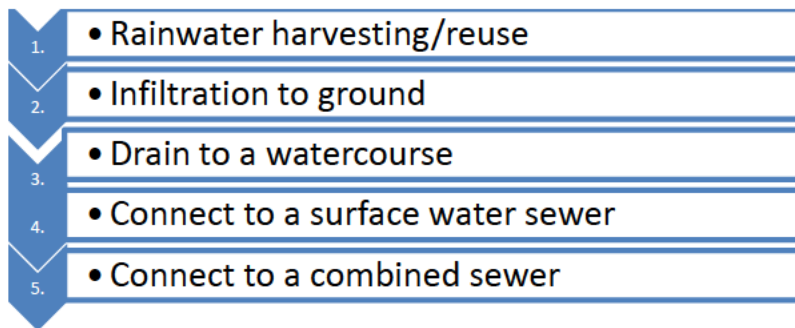 1. • Rainwater harvesting/reuse
2. • Infiltration to ground
3. • Drain to a watercourse
4. • Connect to a surface water sewer
5. • Connect to a combined sewer